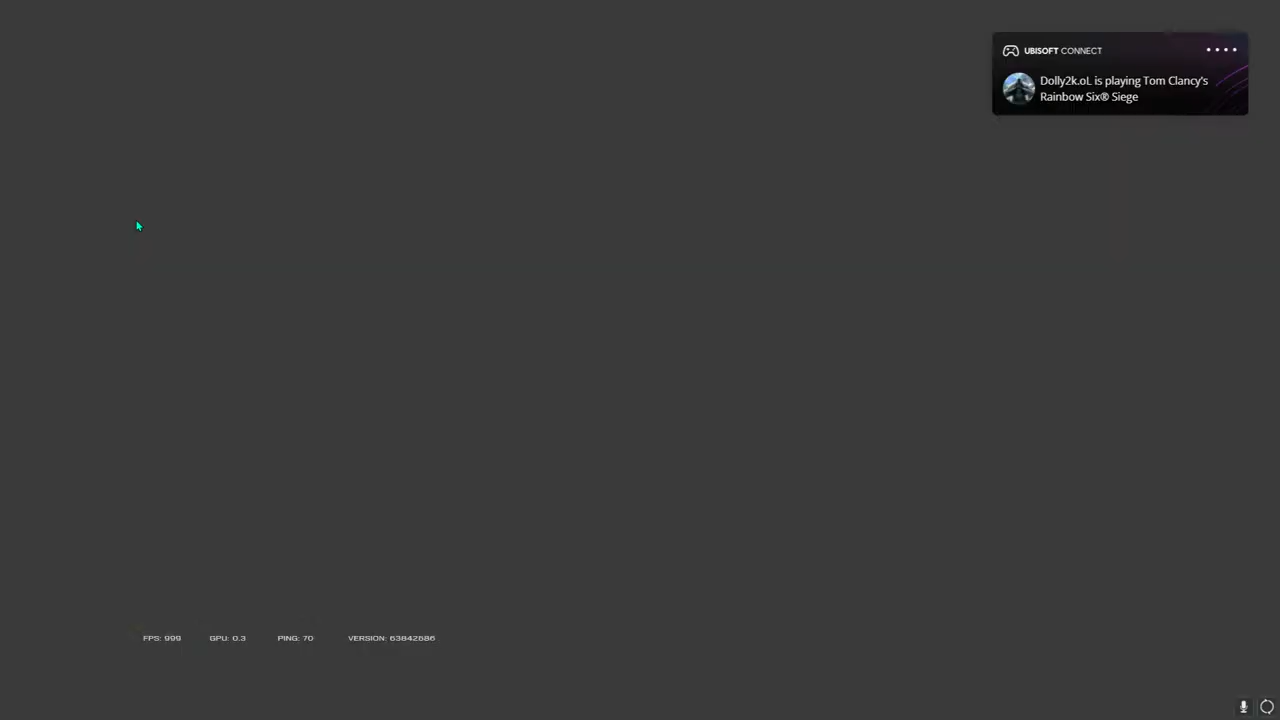 UBISOFT CONNECT
Dolly2k.oL is playing Tom Clancy's
Rainbow Six® Siege
FPS: 999 GPU: 0.3 PING: 70 VERSION: 63842886